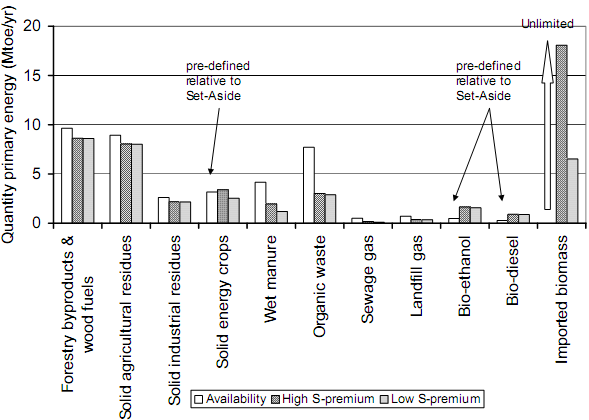 Unlimited
20
15
10
5
0
Quantity primary energy (Mtoe/yr)
pre-defined
relative to
Set-Aside
pre-defined
relative to
Set-Aside
Forestry byproducts &
wood fuels
Solid agricultural residues
Solid industrial residues
Solid energy crops
Wet manure
Organic waste
Sewage gas
Landfill gas
Bio-ethanol
Bio-diesel
Imported biomass
Availability High S-premium Low S-premium